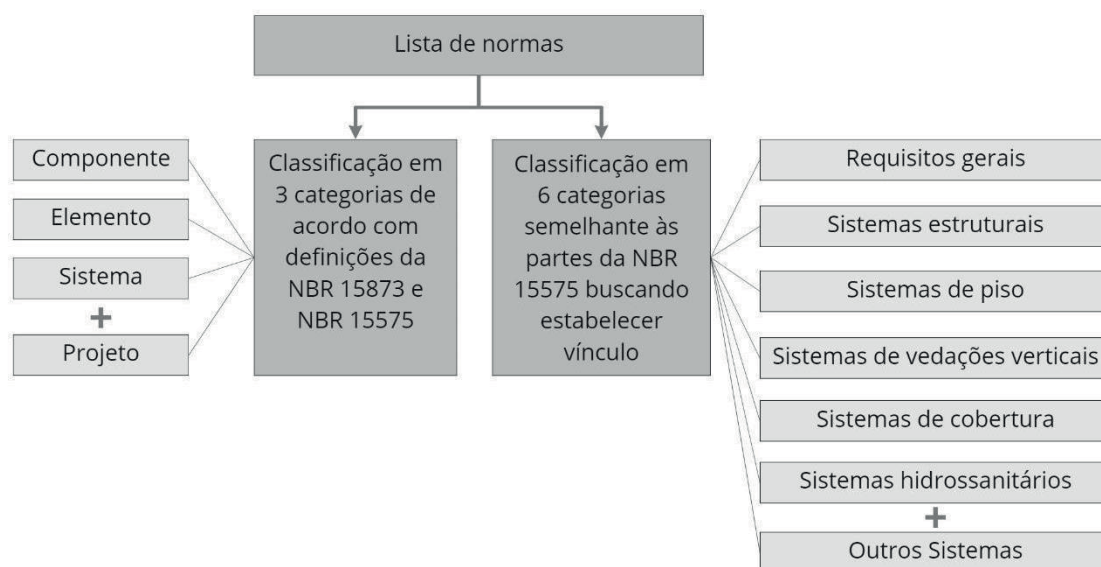 Lista de normas
Componente
Elemento
Sistema
+
Projeto
Classificação em
3 categorias de
acordo com
definições da
NBR 15873 e
NBR 15575
Classificação em
6 categorias
semelhante às
partes da NBR
15575 buscando
estabelecer
vínculo
Requisitos gerais
Sistemas estruturais
Sistemas de piso
Sistemas de vedações verticais
Sistemas de cobertura
Sistemas hidrossanitários
+
Outros Sistemas